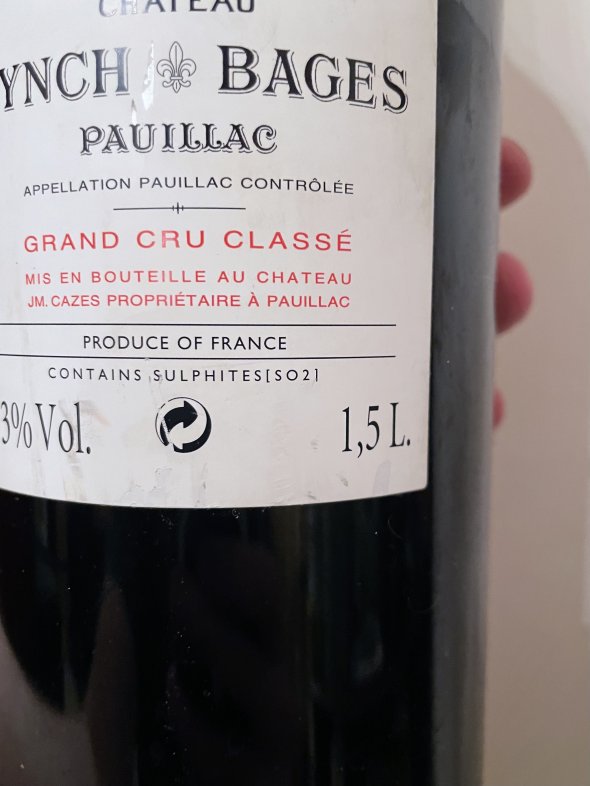 CHATEAU
YNCH BAGES
PAUILLAC
APPELLATION PAUILLAC CONTRÔLÉE
GRAND CRU CLASSÉ
MIS EN BOUTEILLE AU CHATEAU
JM. CAZES PROPRIÉTAIRE À PAUILLAC
PRODUCE OF FRANCE
CONTAINS SULPHITES[SO2]
3% Vol. 1,5 L.